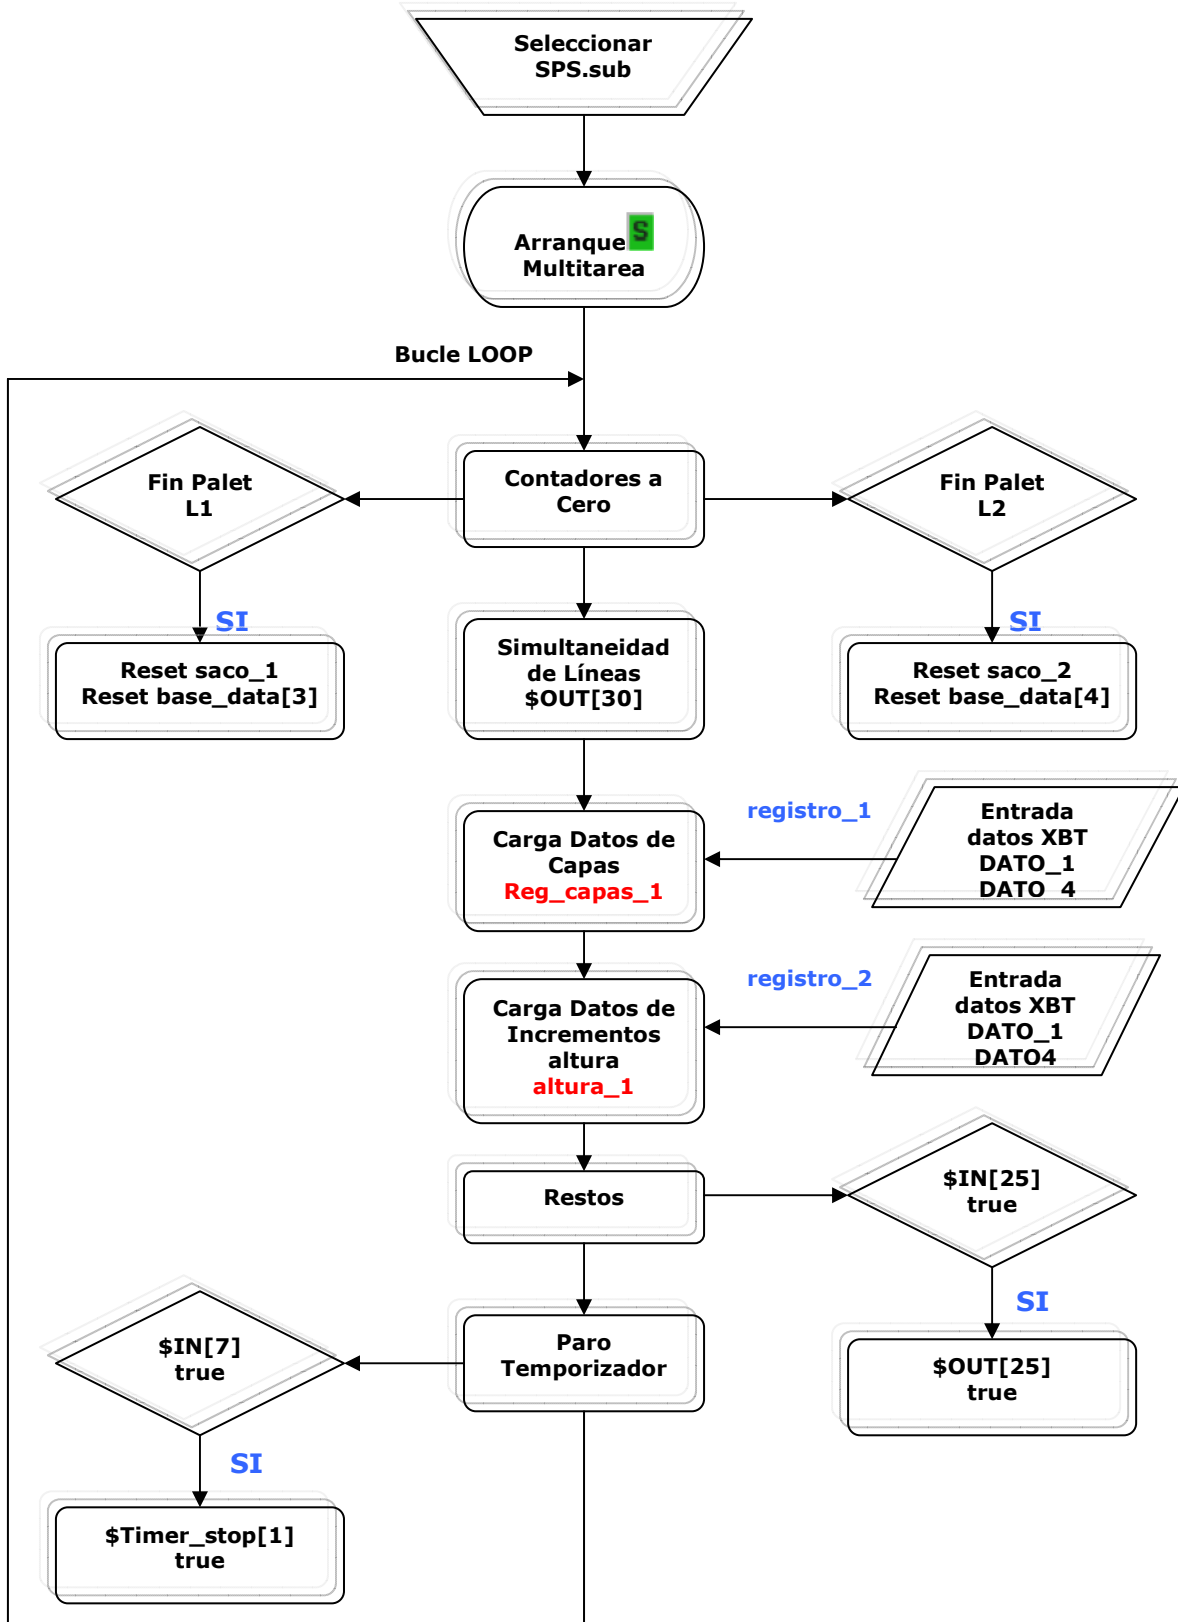 Seleccionar
SPS.sub
S
Arranque
Multitarea
Bucle LOOP
Fin Palet
L1
Contadores a
Cero
Fin Palet
L2
SI
SI
Reset saco_1
Reset base_data[3]
Simultaneidad
de Líneas
$OUT[30]
Reset saco_2
Reset base_data[4]
registro_1
Entrada
datos XBT
DATO_1
DATO_4
Carga Datos de
Capas
Reg_capas_1
registro_2
Entrada
datos XBT
DATO_1
DATO4
Carga Datos de
Incrementos
altura
altura_1
Restos
$IN[25]
true
SI
$IN[7]
true
Paro
Temporizador
$OUT[25]
true
SI
$Timer_stop[1]
true